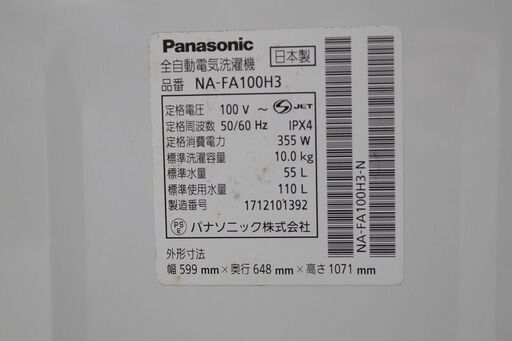 Panasonic
日本製
全自動電気洗濯機
品番 NA-FA100H3
定格電圧 100 V ~ S JET
定格周波数 50/60 Hz IPX4
定格消費電力 355 W
標準洗濯容量 10.0 kg
標準水量 55 L
標準使用水量 110 L
製造番号 1712101392
PSE パナソニック株式会社
外形寸法
幅 599 mm × 奥行 648 mm × 高さ 1071 mm
NA-FA100H3-N